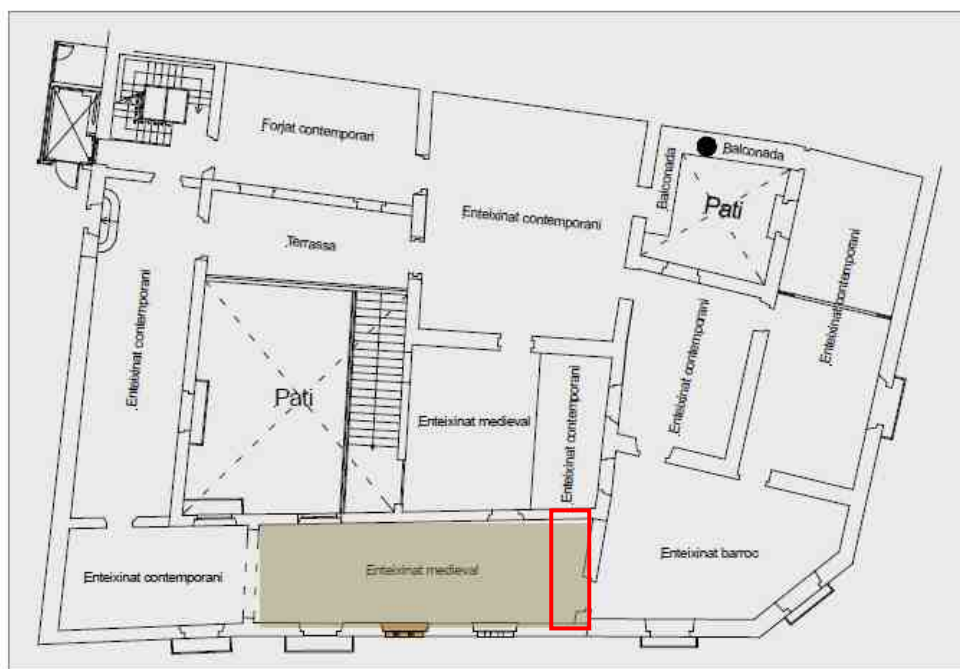 Forjat contemporari
Balconada
Balconada
Pati
Enteixinat contemporani
Terrassa
Enteixinat contemporani
Enteixinat contemporani
Enteixinat contemporani
Pati
Enteixinat medieval
Enteixinat contemporani
Enteixinat contemporani
Enteixinat medieval
Enteixinat barroc